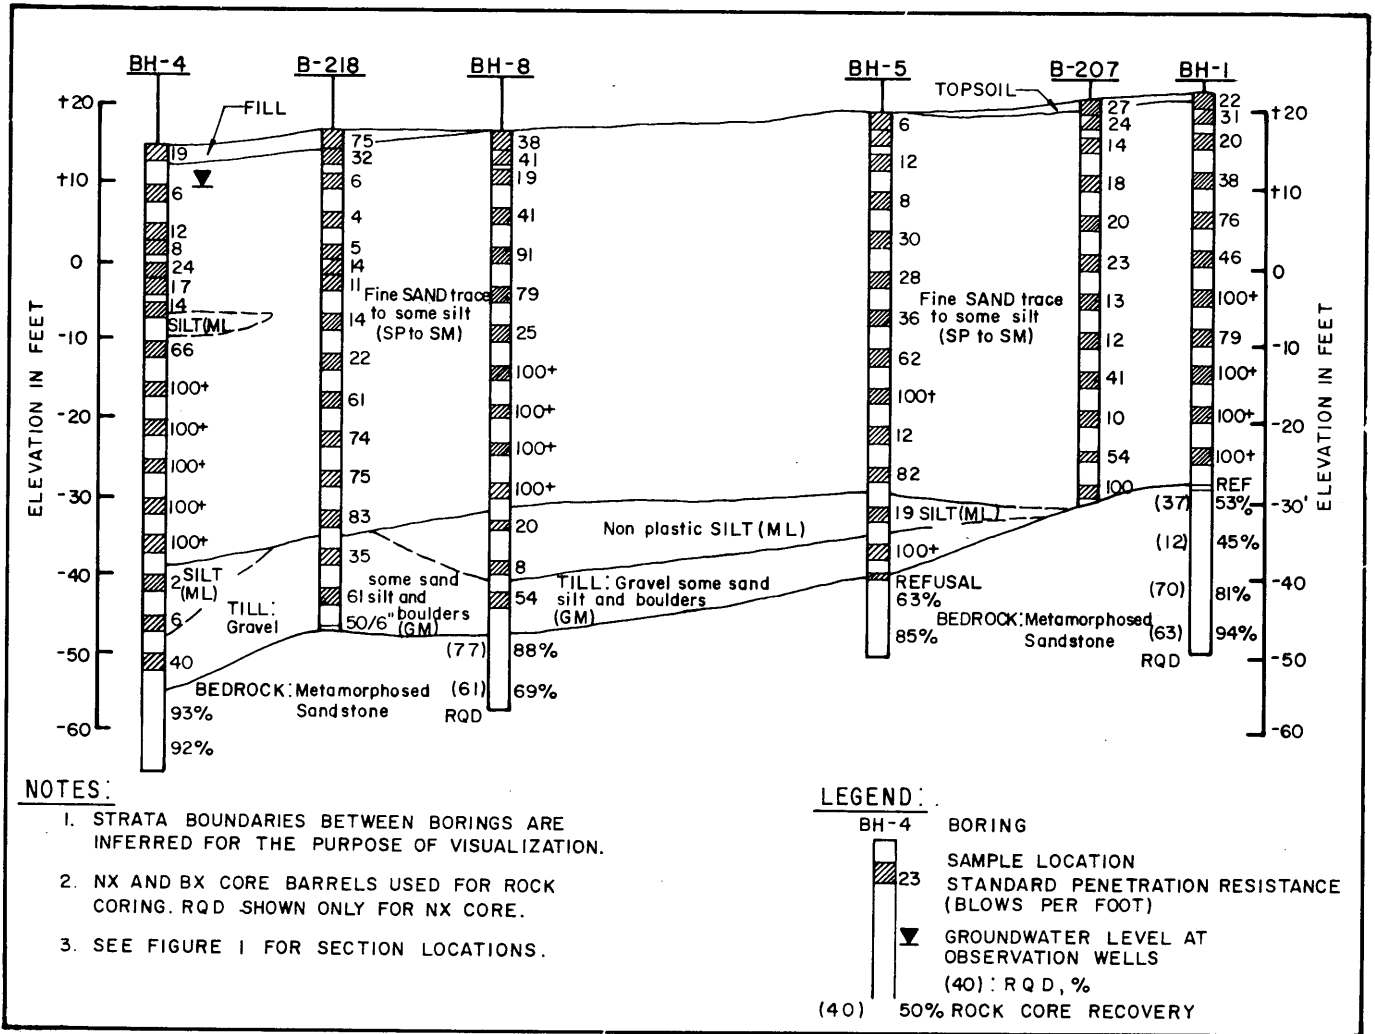 BH-4 B-218 BH-8 BH-5 B-207 BH-1
+20
+10
0
-10
-20
-30
-40
-50
-60
ELEVATION IN FEET
FILL
TOPSOIL
19
6
12
8
24
17
14
SILT(ML
66
100+
100+
100+
100+
100+
2
SILT
(ML)
6
40
93%
92%
75
32
6
4
5
14
11
14
22
61
74
75
83
35
61
50/6"
Fine SAND trace
to some silt
(SP to SM)
38
41
19
41
91
79
25
100+
100+
100+
100+
20
8
54
(77) 88%
(61) 69%
RQD
TILL:
Gravel
some sand
silt and
boulders
(GM)
BEDROCK: Metamorphosed
Sandstone
Non plastic SILT (ML)
TILL: Gravel some sand
silt and boulders
(GM)
6
12
8
30
28
36
62
100+
12
82
19 SILT(ML)
100+
REFUSAL
63%
85%
Fine SAND trace
to some silt
(SP to SM)
27
24
14
18
20
23
13
12
41
10
54
100
BEDROCK: Metamorphosed
Sandstone
22
31
20
38
76
46
100+
79
100+
100+
100+
REF
(37) 53%
(12) 45%
(70) 81%
(63) 94%
RQD
+20
+10
0
-10
-20
-30'
-40
-50
-60
ELEVATION IN FEET
NOTES:
1. STRATA BOUNDARIES BETWEEN BORINGS ARE
INFERRED FOR THE PURPOSE OF VISUALIZATION.
2. NX AND BX CORE BARRELS USED FOR ROCK
CORING. RQD SHOWN ONLY FOR NX CORE.
3. SEE FIGURE 1 FOR SECTION LOCATIONS.
LEGEND:
BH-4 BORING
SAMPLE LOCATION
23 STANDARD PENETRATION RESISTANCE
(BLOWS PER FOOT)
GROUNDWATER LEVEL AT
OBSERVATION WELLS
(40): RQD, %
(40) 50% ROCK CORE RECOVERY